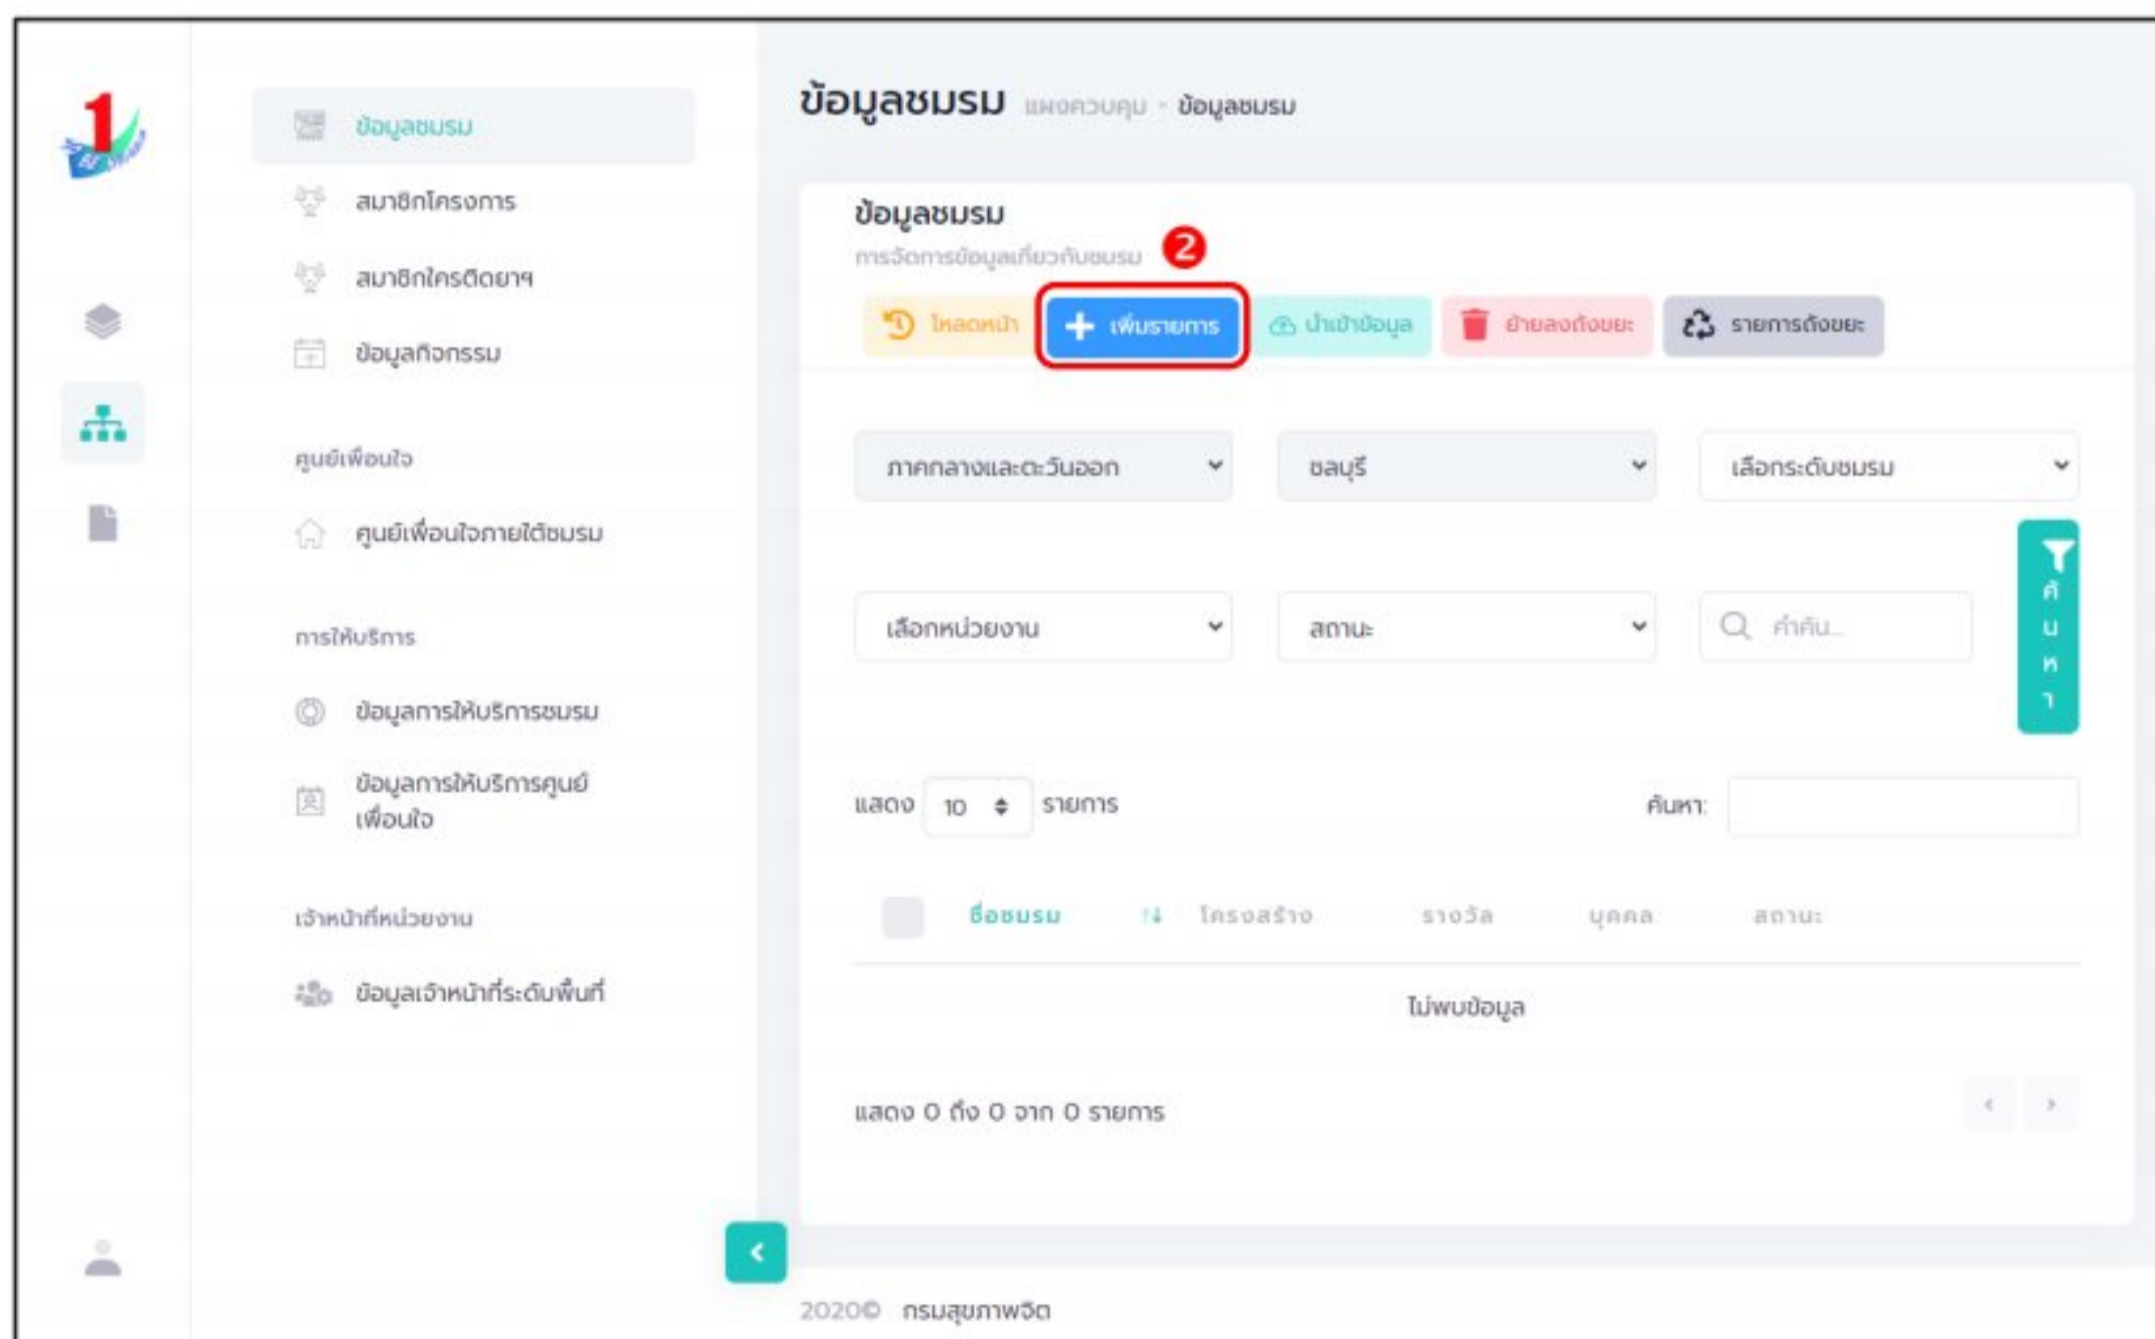 1
ข้อมูลชมรม
สมาชิกโครงการ
สมาชิกใครติดยาฯ
ข้อมูลกิจกรรม
ศูนย์เพื่อนใจ
ศูนย์เพื่อนใจภายใต้ชมรม
การให้บริการ
ข้อมูลการให้บริการชมรม
ข้อมูลการให้บริการศูนย์
เพื่อนใจ
เจ้าหน้าที่หน่วยงาน
ข้อมูลเจ้าหน้าที่ระดับพื้นที่
ข้อมูลชมรม แผงควบคุม - ข้อมูลชมรม
ข้อมูลชมรม
การจัดการข้อมูลเกี่ยวกับชมรม 2
โหลดหน้า เพิ่มรายการ นำเข้าข้อมูล ย้ายลงถังขยะ รายการถังขยะ
ภาคกลางและตะวันออก ชลบุรี เลือกระดับชมรม
เลือกหน่วยงาน สถานะ คำค้น... ค้นหา
แสดง 10 รายการ ค้นหา:
ชื่อชมรม โครงสร้าง รางวัล บุคคล สถานะ
ไม่พบข้อมูล
แสดง 0 ถึง 0 จาก 0 รายการ
2020© กรมสุขภาพจิต